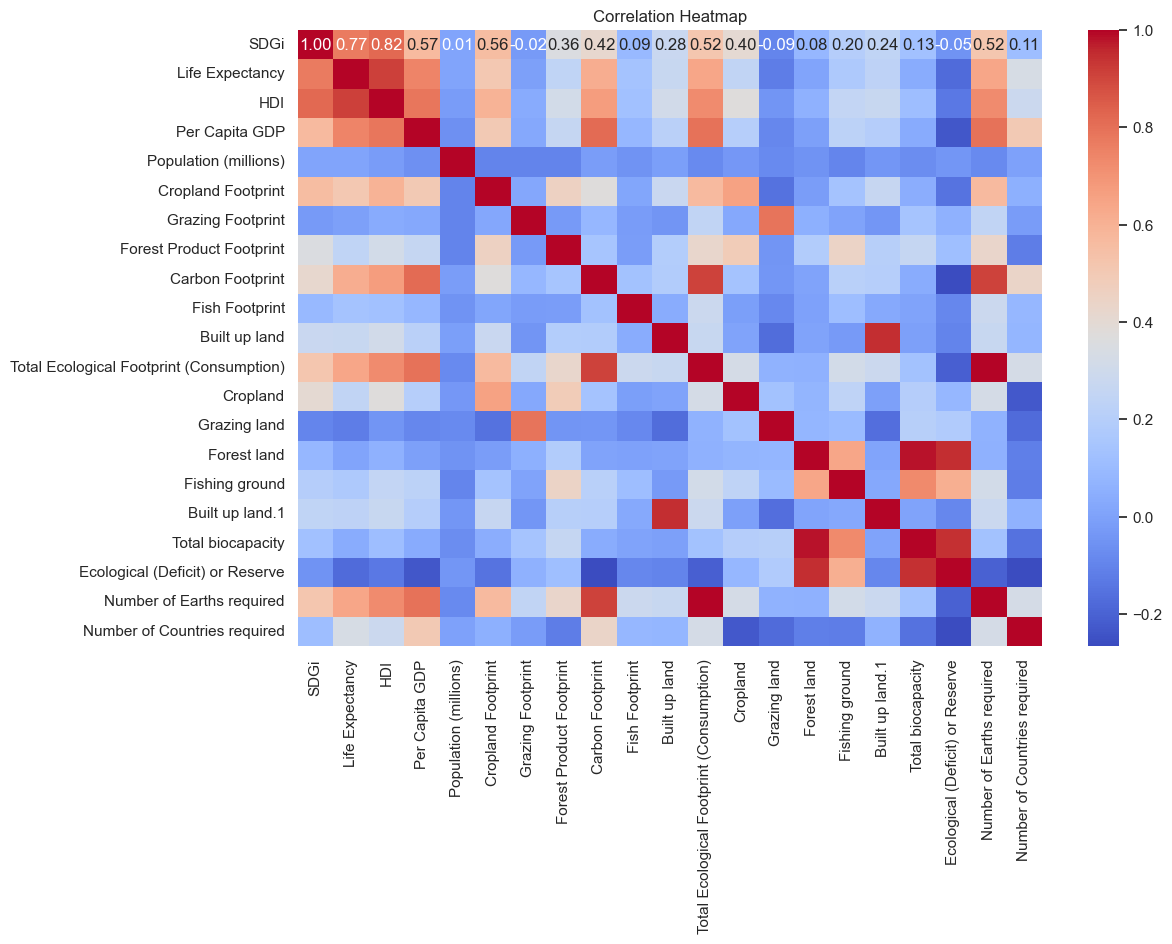 Correlation Heatmap
SDGi
Life Expectancy
HDI
Per Capita GDP
Population (millions)
Cropland Footprint
Grazing Footprint
Forest Product Footprint
Carbon Footprint
Fish Footprint
Built up land
Total Ecological Footprint (Consumption)
Cropland
Grazing land
Forest land
Fishing ground
Built up land.1
Total biocapacity
Ecological (Deficit) or Reserve
Number of Earths required
Number of Countries required
1.00 0.77 0.82 0.57 0.01 0.56 -0.02 0.36 0.42 0.09 0.28 0.52 0.40 -0.09 0.08 0.20 0.24 0.13 -0.05 0.52 0.11
SDGi
Life Expectancy
HDI
Per Capita GDP
Population (millions)
Cropland Footprint
Grazing Footprint
Forest Product Footprint
Carbon Footprint
Fish Footprint
Built up land
Total Ecological Footprint (Consumption)
Cropland
Grazing land
Forest land
Fishing ground
Built up land.1
Total biocapacity
Ecological (Deficit) or Reserve
Number of Earths required
Number of Countries required
1.0
0.8
0.6
0.4
0.2
0.0
−0.2